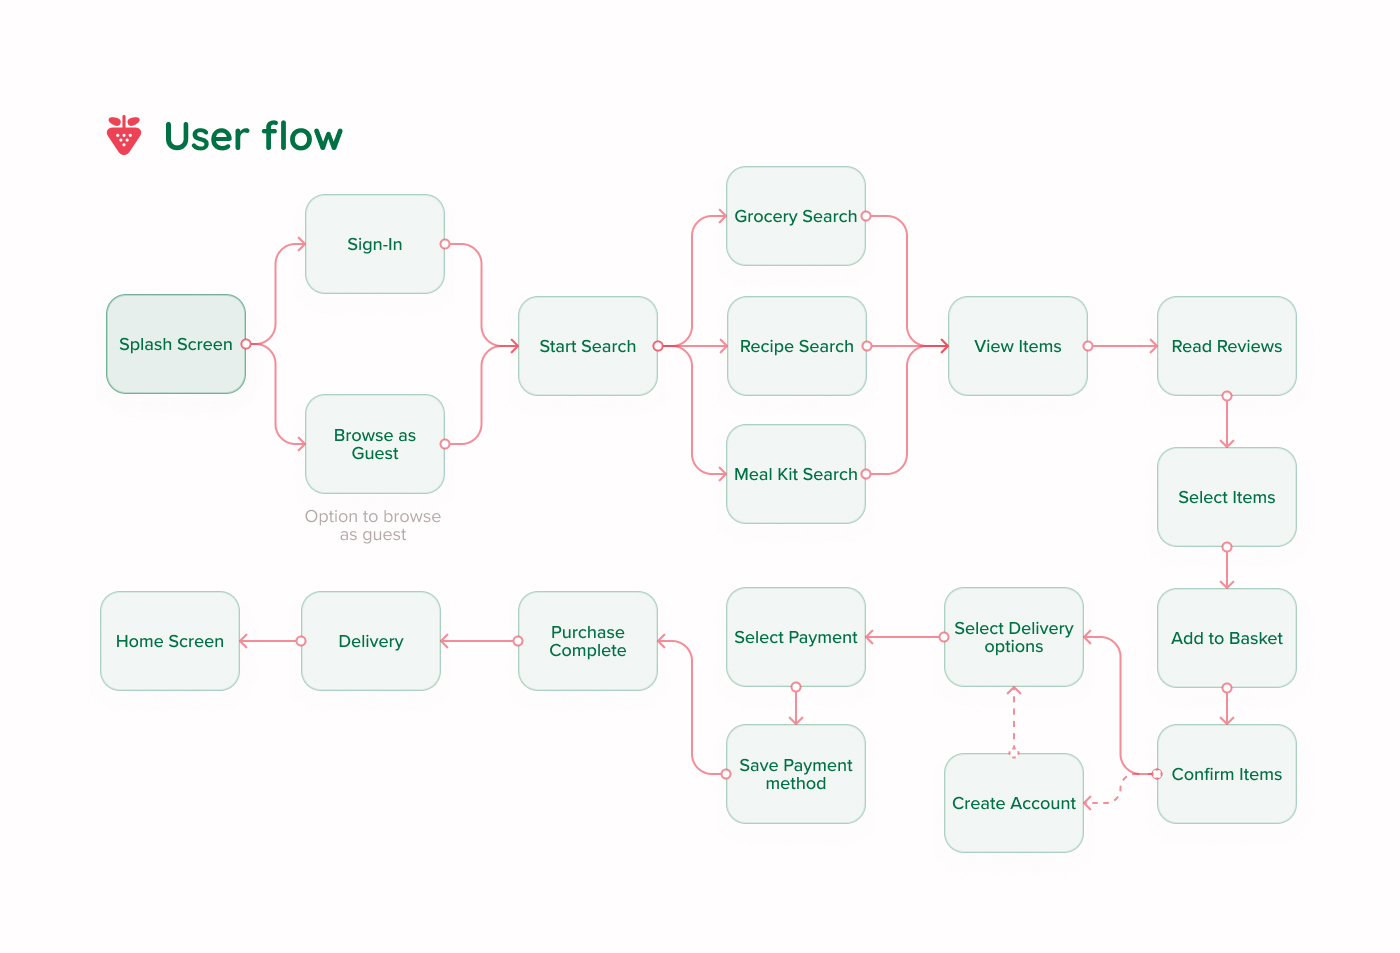 User flow
Sign-In
Splash Screen
Browse as
Guest
Option to browse
as guest
Start Search
Grocery Search
Recipe Search
Meal Kit Search
View Items
Read Reviews
Select Items
Add to Basket
Confirm Items
Create Account
Select Delivery
options
Select Payment
Save Payment
method
Purchase
Complete
Delivery
Home Screen